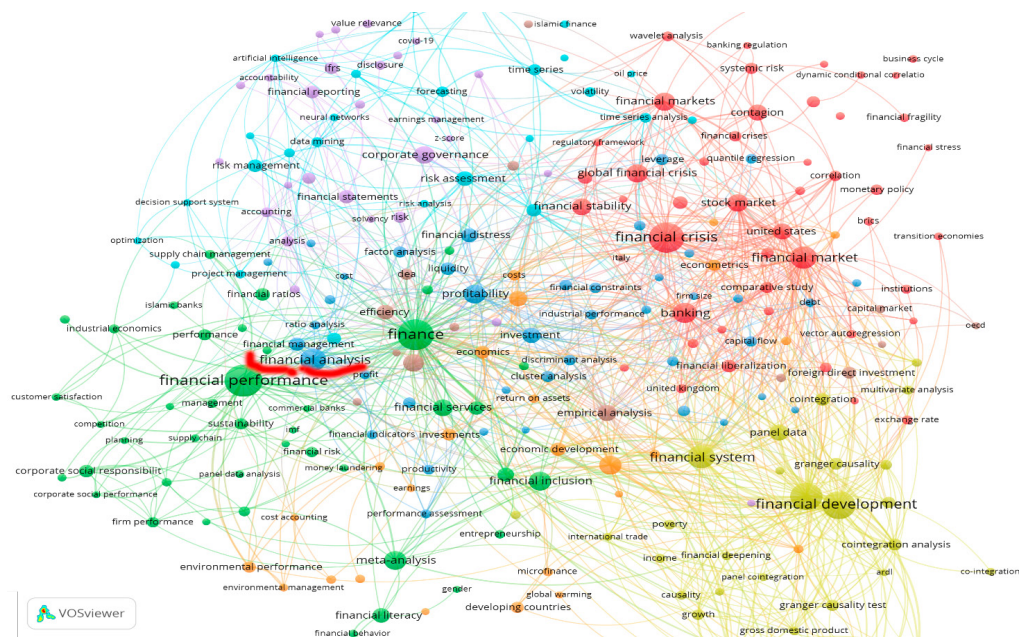 value relevance
islamic finance
wavelet analysis
banking regulation
covid-19
artificial intelligence
ifrs
disclosure
time series
oil price
systemic risk
business cycle
dynamic conditional correlatio
accountability
financial reporting
forecasting
volatility
financial markets
contagion
neural networks
earnings management
time series analysis
financial fragility
data mining
z-score
regulatory framework
financial crises
financial stress
corporate governance
risk management
leverage
quantile regression
risk assessment
global financial crisis
correlation
monetary policy
decision support system
financial statements
risk analysis
financial stability
stock market
accounting
solvency
risk
brics
optimization
analysis
financial distress
financial crisis
united states
transition economies
supply chain management
factor analysis
italy
econometrics
financial market
project management
cost
dea
liquidity
costs
financial constraints
comparative study
institutions
islamic banks
financial ratios
profitability
firm size
debt
capital market
efficiency
industrial performance
banking
industrial economics
performance
ratio analysis
finance
investment
vector autoregression
oecd
financial management
economics
capital flow
financial analysis
discriminant analysis
financial liberalization
foreign direct investment
financial performance
profit
cluster analysis
united kingdom
multivariate analysis
customer satisfaction
management
commercial banks
financial services
return on assets
cointegration
competition
sustainability
imf
empirical analysis
exchange rate
planning
supply chain
financial indicators
investments
panel data
financial risk
economic development
corporate social responsibilit
panel data analysis
money laundering
productivity
financial system
granger causality
corporate social performance
earnings
financial inclusion
financial development
firm performance
cost accounting
performance assessment
poverty
entrepreneurship
international trade
cointegration analysis
meta-analysis
income
financial deepening
environmental performance
microfinance
panel cointegration
ardl
co-integration
environmental management
gender
global warming
causality
financial literacy
developing countries
growth
granger causality test
financial behavior
gross domestic product
VOSviewer